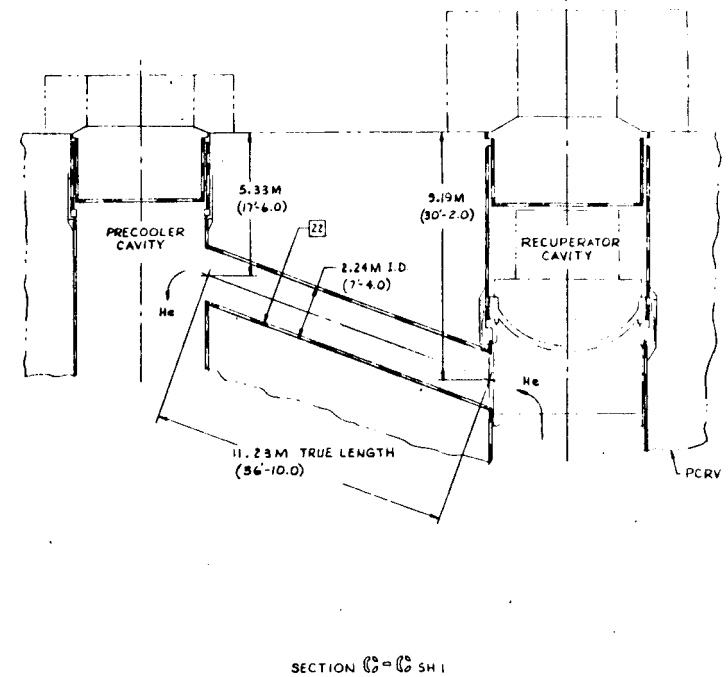 5.33M
(17'-6.0)
9.19M
(30'-2.0)
22
PRECOOLER
CAVITY
RECUPERATOR
CAVITY
2.24M I.D.
(7'-4.0)
He
He
11.23M TRUE LENGTH
(36'-10.0)
PCRV
SECTION SH 1